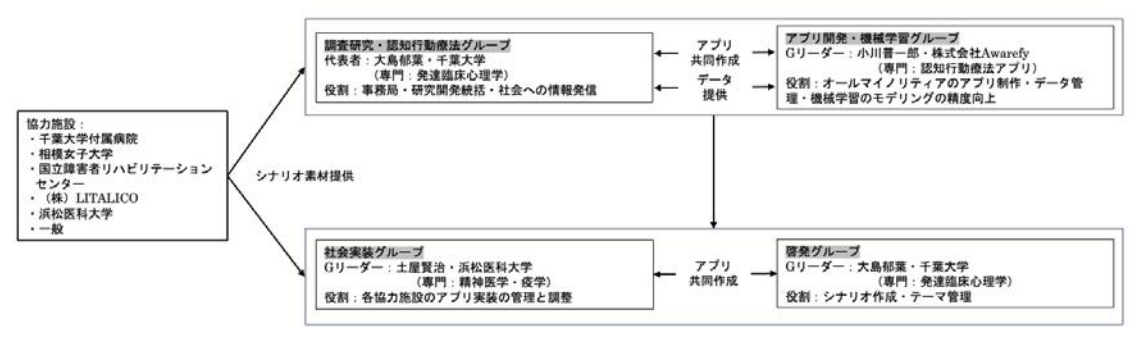 協力施設：
・千葉大学付属病院
・相模女子大学
・国立障害者リハビリテーション
センター
・（株）LITALICO
・浜松医科大学
・一般
シナリオ素材提供
調査研究・認知行動療法グループ
代表者：大島郁葉・千葉大学
（専門：発達臨床心理学）
役割：事務局・研究開発統括・社会への情報発信
アプリ
共同作成
データ
提供
アプリ開発・機械学習グループ
Gリーダー：小川晋一郎・株式会社Awarefy
（専門：認知行動療法アプリ）
役割：オールマイノリティアのアプリ制作・データ管
理・機械学習のモデリングの精度向上
社会実装グループ
Gリーダー：土屋賢治・浜松医科大学
（専門：精神医学・疫学）
役割：各協力施設のアプリ実装の管理と調整
アプリ
共同作成
啓発グループ
Gリーダー：大島郁葉・千葉大学
（専門：発達臨床心理学）
役割：シナリオ作成・テーマ管理